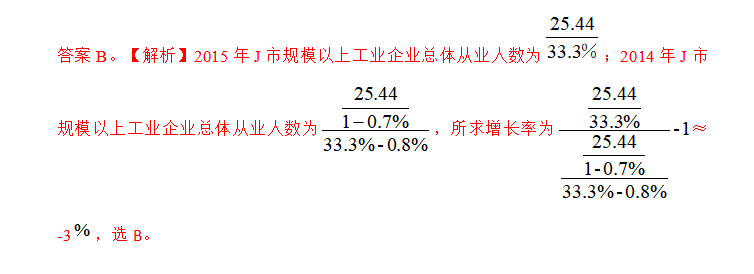 答案 B。【解析】2015 年 J 市规模以上工业企业总体从业人数为 \frac{25.44}{33.3\%} ；2014 年 J 市
规模以上工业企业总体从业人数为 \frac{\frac{25.44}{1-0.7\%}}{33.3\%-0.8\%} ，所求增长率为 \frac{\frac{25.44}{33.3\%}}{\frac{\frac{25.44}{1-0.7\%}}{33.3\%-0.8\%}} -1≈
-3%，选 B。